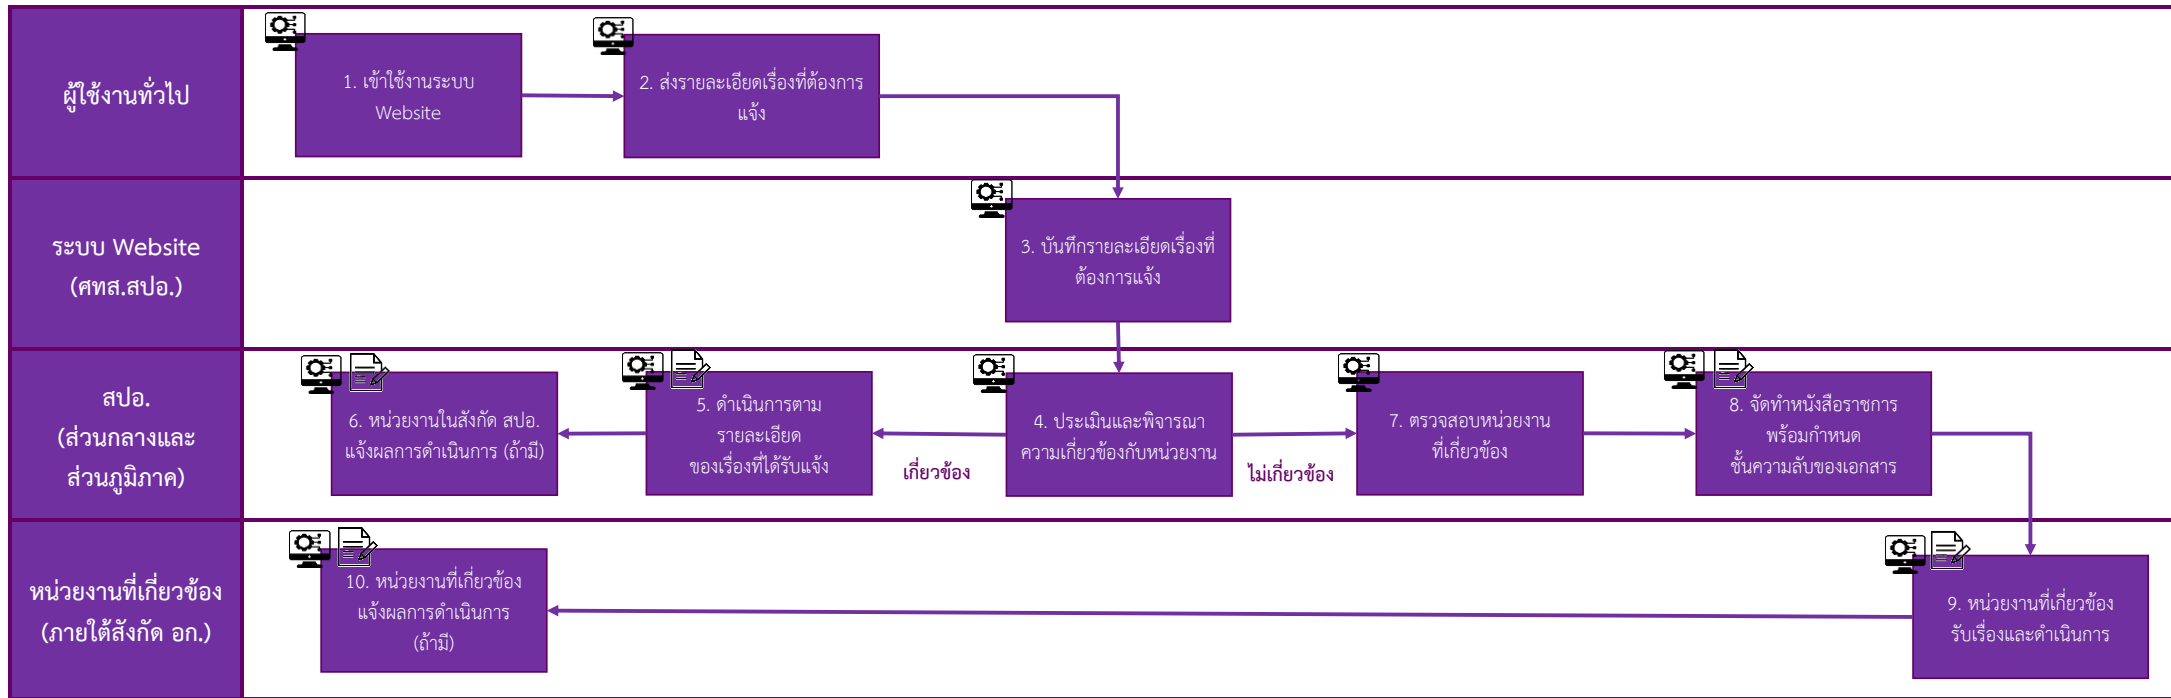 ผู้ใช้งานทั่วไป
1. เข้าใช้งานระบบ
Website
2. ส่งรายละเอียดเรื่องที่ต้องการ
แจ้ง
ระบบ Website
(ศทส.สปอ.)
3. บันทึกรายละเอียดเรื่องที่
ต้องการแจ้ง
สปอ.
(ส่วนกลางและ
ส่วนภูมิภาค)
6. หน่วยงานในสังกัด สปอ.
แจ้งผลการดำเนินการ (ถ้ามี)
5. ดำเนินการตาม
รายละเอียด
ของเรื่องที่ได้รับแจ้ง
เกี่ยวข้อง
4. ประเมินและพิจารณา
ความเกี่ยวข้องกับหน่วยงาน
ไม่เกี่ยวข้อง
7. ตรวจสอบหน่วยงาน
ที่เกี่ยวข้อง
8. จัดทำหนังสือราชการ
พร้อมกำหนด
ชั้นความลับของเอกสาร
หน่วยงานที่เกี่ยวข้อง
(ภายใต้สังกัด อก.)
10. หน่วยงานที่เกี่ยวข้อง
แจ้งผลการดำเนินการ
(ถ้ามี)
9. หน่วยงานที่เกี่ยวข้อง
รับเรื่องและดำเนินการ